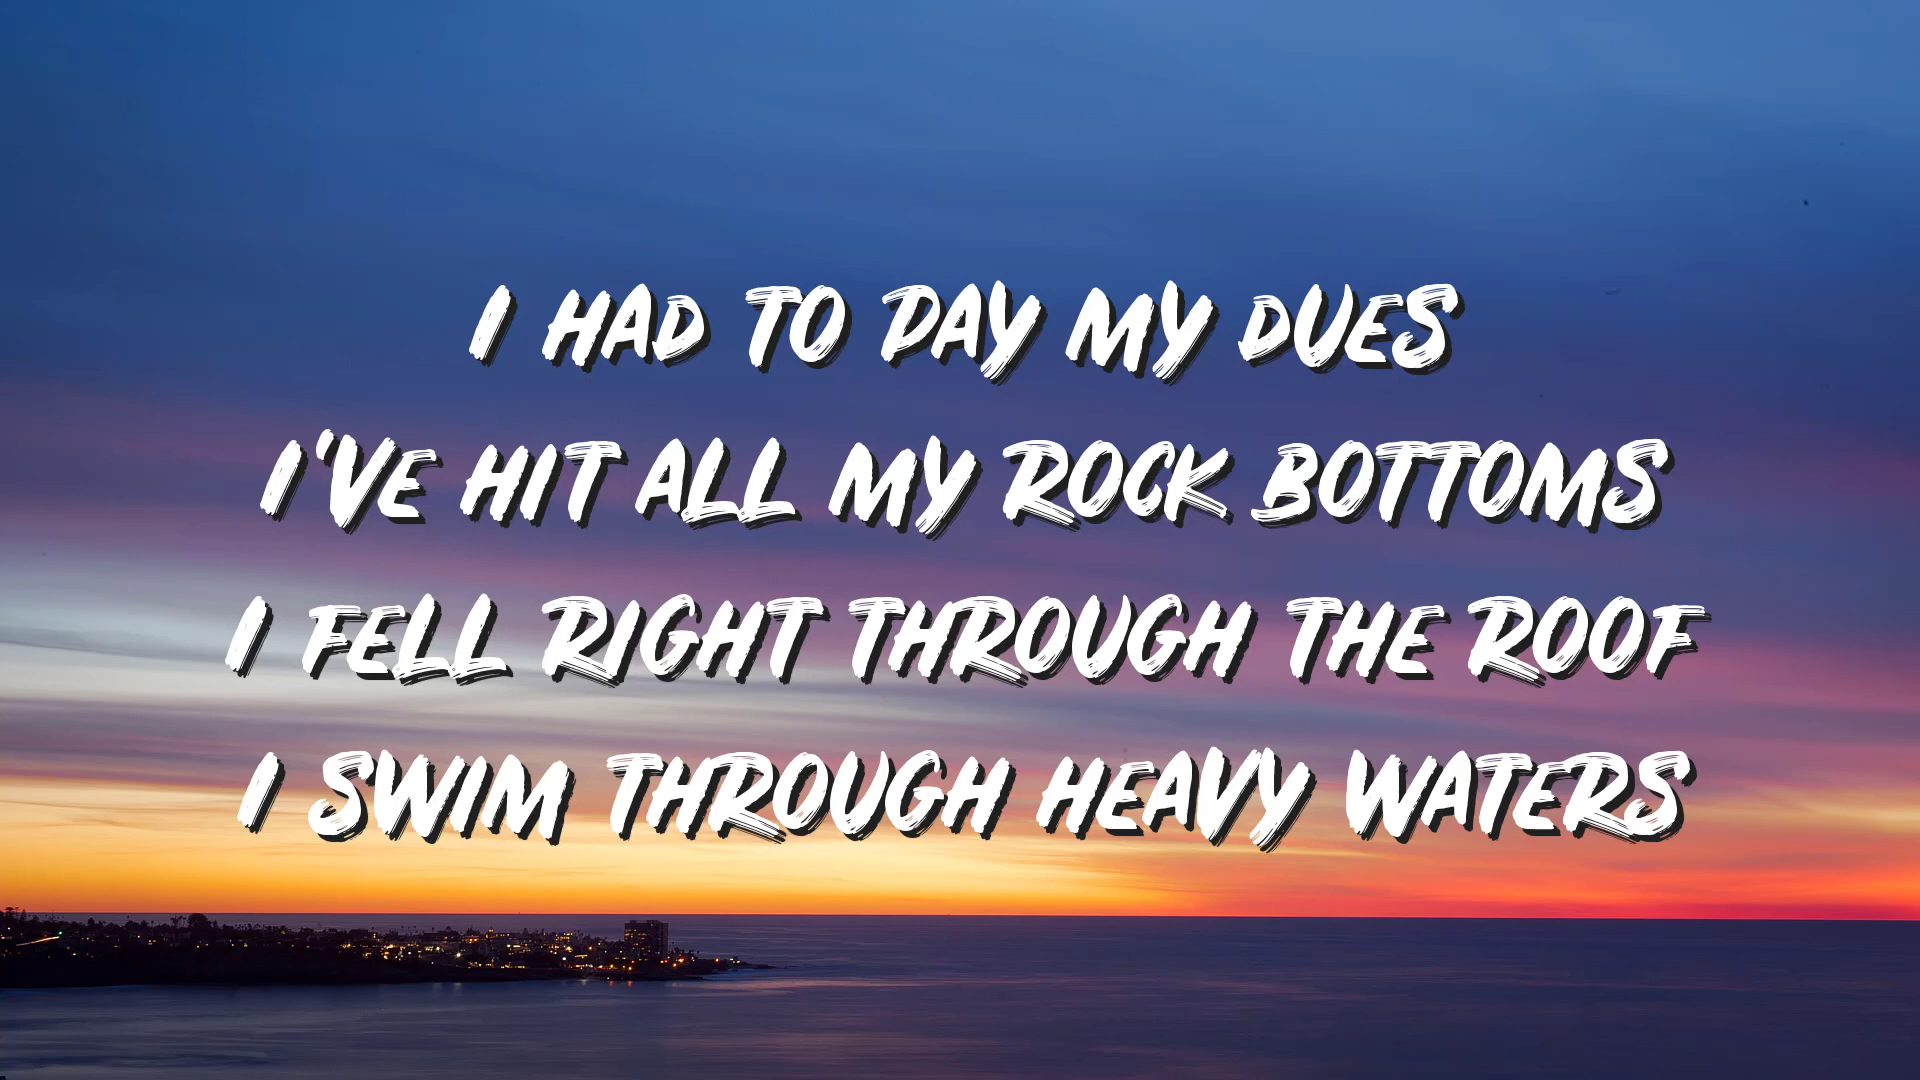 I HAD TO PAY MY DUES
I'VE HIT ALL MY ROCK BOTTOMS
I FELL RIGHT THROUGH THE ROOF
I SWIM THROUGH HEAVY WATERS